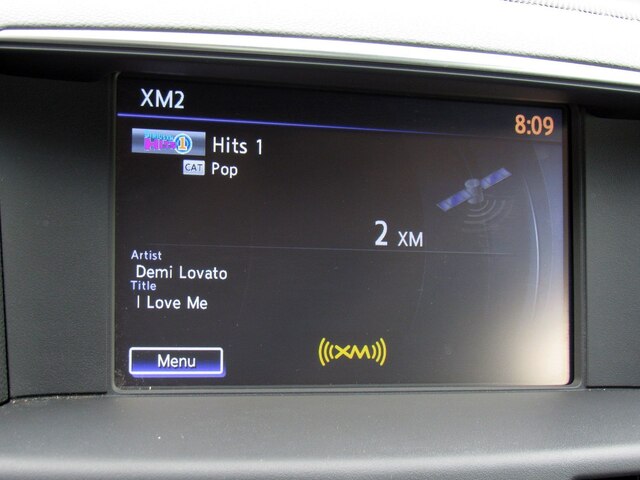 XM2
8:09
Hits 1
CAT Pop
2 XM
Artist
Demi Lovato
Title
I Love Me
Menu
((XM))